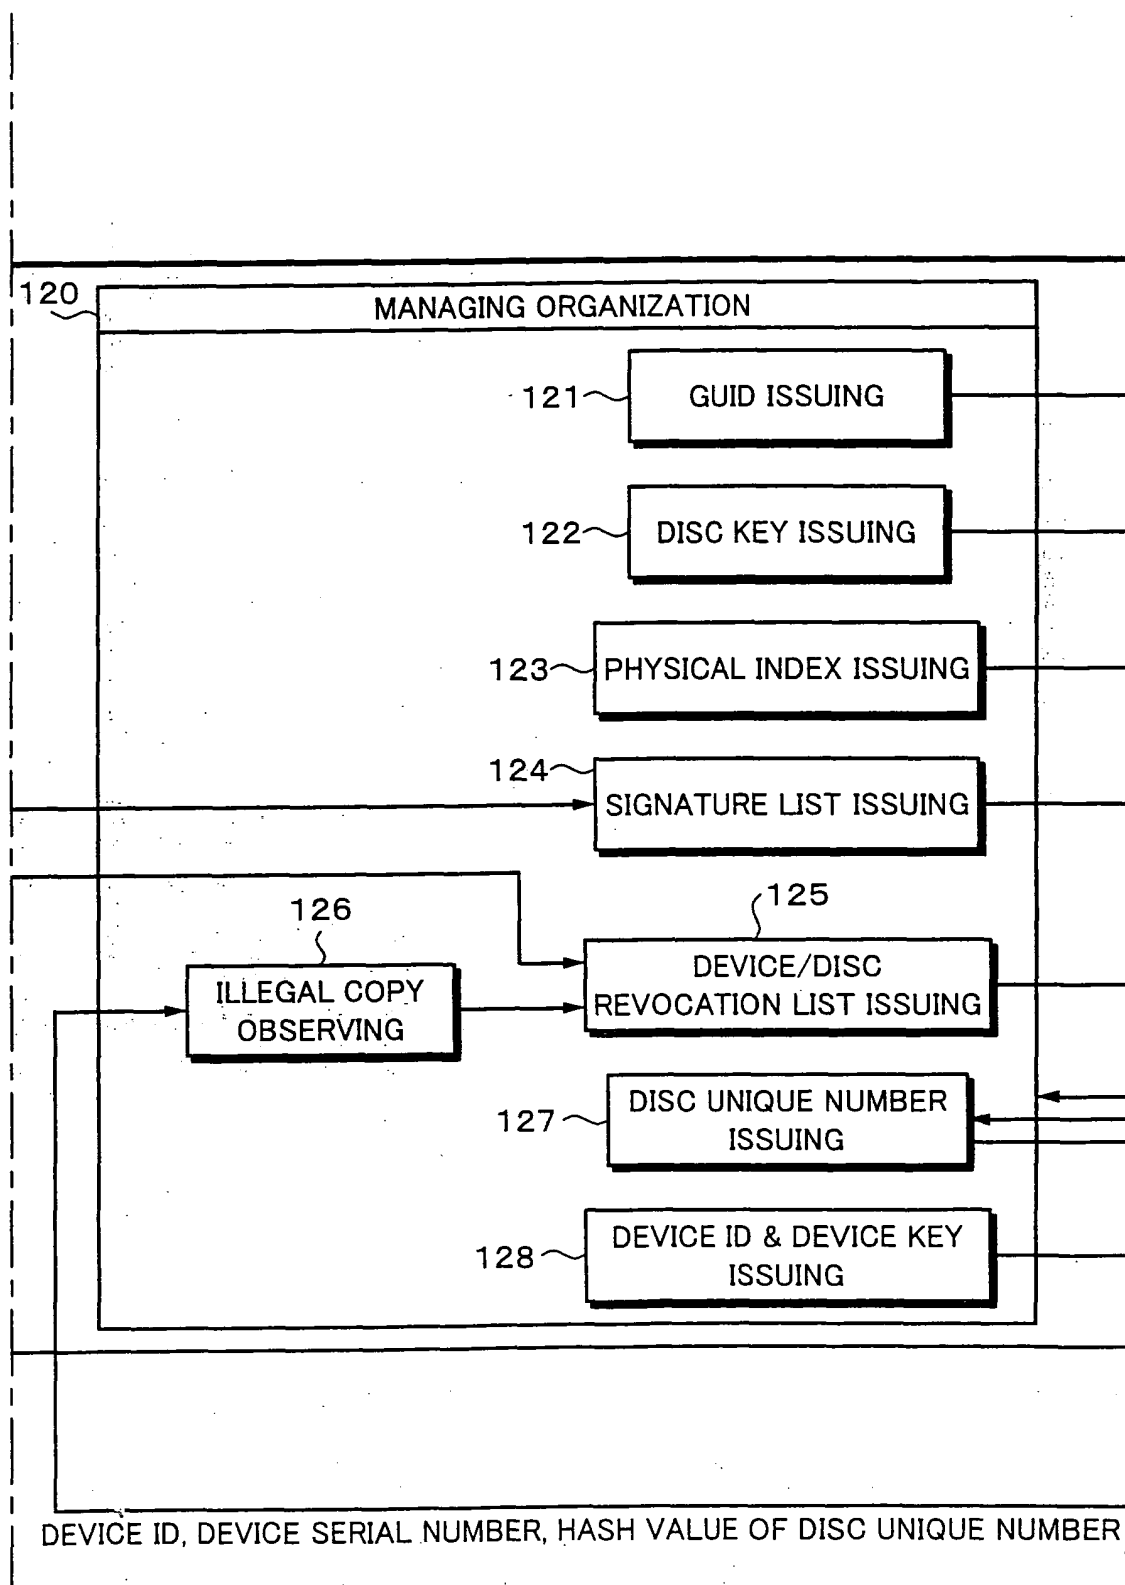 120
MANAGING ORGANIZATION
121
GUID ISSUING
122
DISC KEY ISSUING
123
PHYSICAL INDEX ISSUING
124
SIGNATURE LIST ISSUING
125
126
DEVICE/DISC
REVOCATION LIST ISSUING
ILLEGAL COPY
OBSERVING
127
DISC UNIQUE NUMBER
ISSUING
128
DEVICE ID & DEVICE KEY
ISSUING
DEVICE ID, DEVICE SERIAL NUMBER, HASH VALUE OF DISC UNIQUE NUMBER